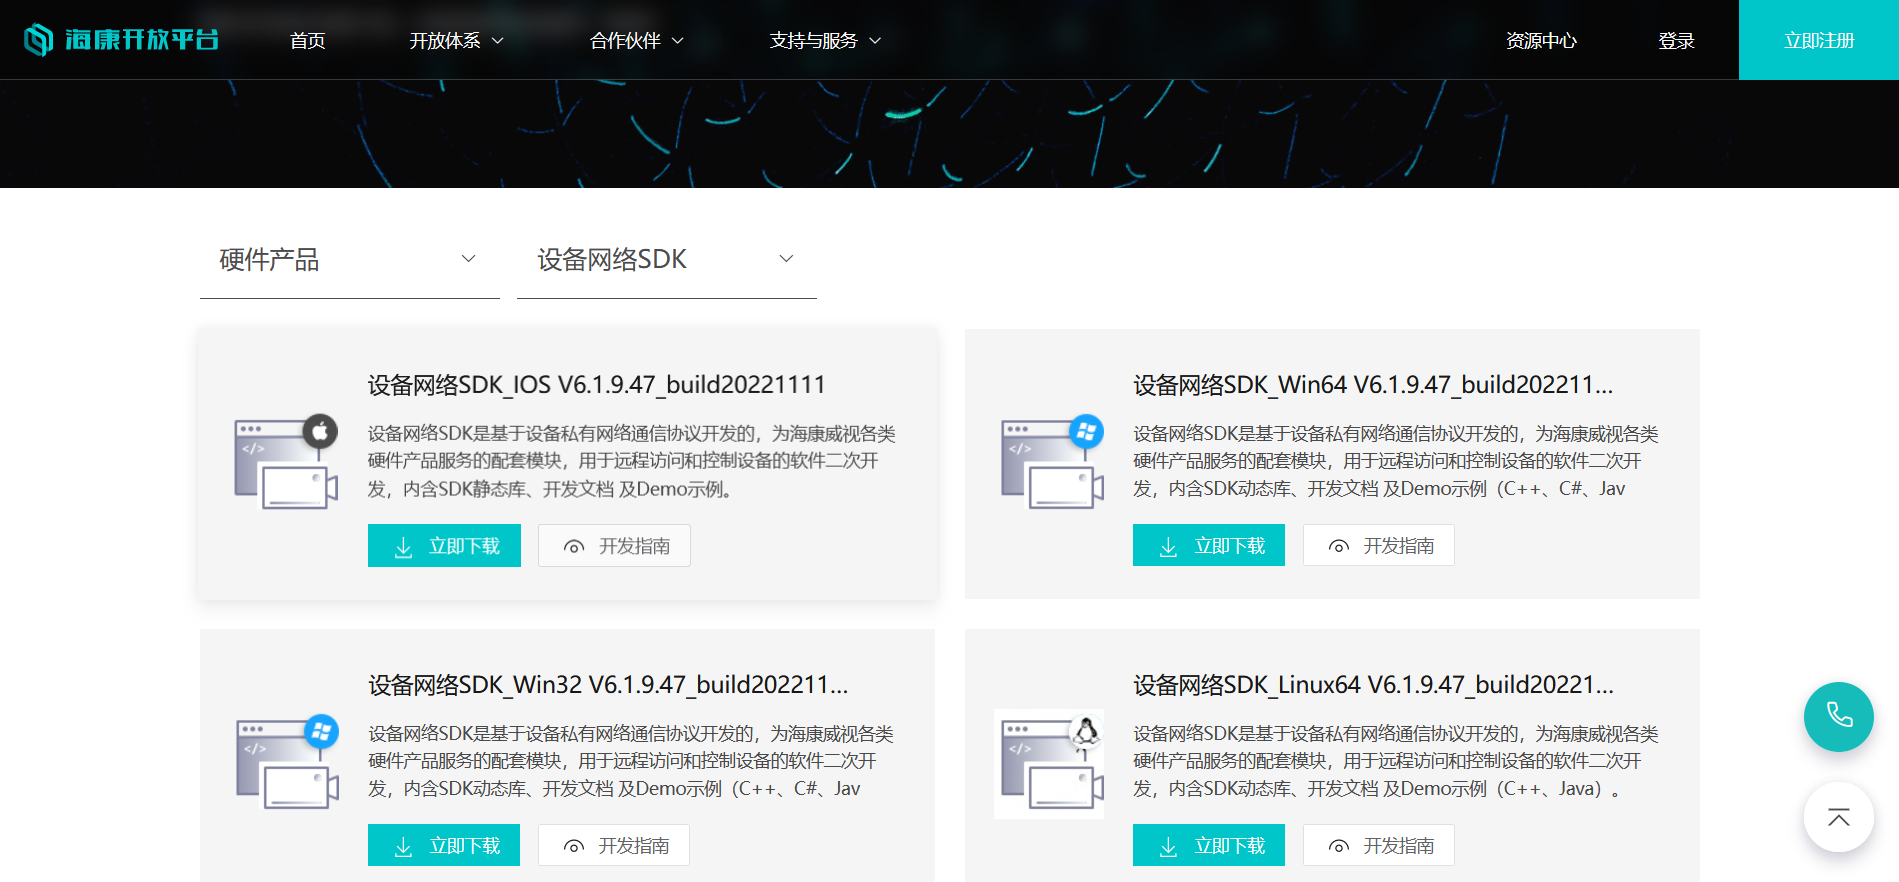 海康开放平台
首页
开放体系
合作伙伴
支持与服务
资源中心
登录
立即注册
硬件产品
设备网络SDK
设备网络SDK_IOS V6.1.9.47_build20221111
设备网络SDK是基于设备私有网络通信协议开发的，为海康威视各类
硬件产品服务的配套模块，用于远程访问和控制设备的软件二次开
发，内含SDK静态库、开发文档 及Demo示例。
立即下载
开发指南
设备网络SDK_Win64 V6.1.9.47_build202211...
设备网络SDK是基于设备私有网络通信协议开发的，为海康威视各类
硬件产品服务的配套模块，用于远程访问和控制设备的软件二次开
发，内含SDK动态库、开发文档 及Demo示例（C++、C#、Jav
立即下载
开发指南
设备网络SDK_Win32 V6.1.9.47_build202211...
设备网络SDK是基于设备私有网络通信协议开发的，为海康威视各类
硬件产品服务的配套模块，用于远程访问和控制设备的软件二次开
发，内含SDK动态库、开发文档 及Demo示例（C++、C#、Jav
立即下载
开发指南
设备网络SDK_Linux64 V6.1.9.47_build20221...
设备网络SDK是基于设备私有网络通信协议开发的，为海康威视各类
硬件产品服务的配套模块，用于远程访问和控制设备的软件二次开
发，内含SDK动态库、开发文档 及Demo示例（C++、Java）。
立即下载
开发指南